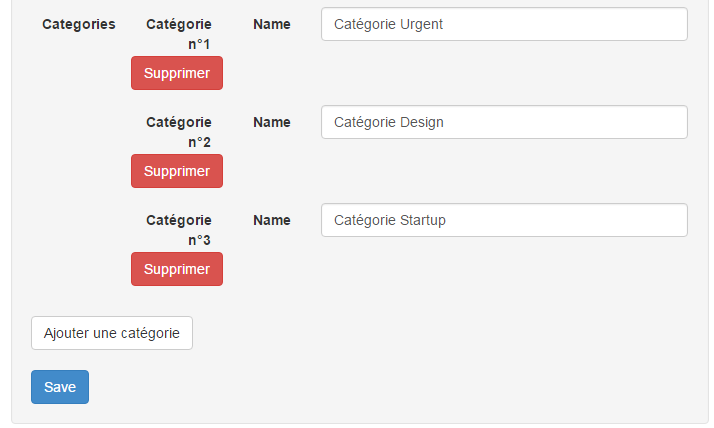 Categories Catégorie Name Catégorie Urgent
n°1
Supprimer
Catégorie Name Catégorie Design
n°2
Supprimer
Catégorie Name Catégorie Startup
n°3
Supprimer
Ajouter une catégorie
Save